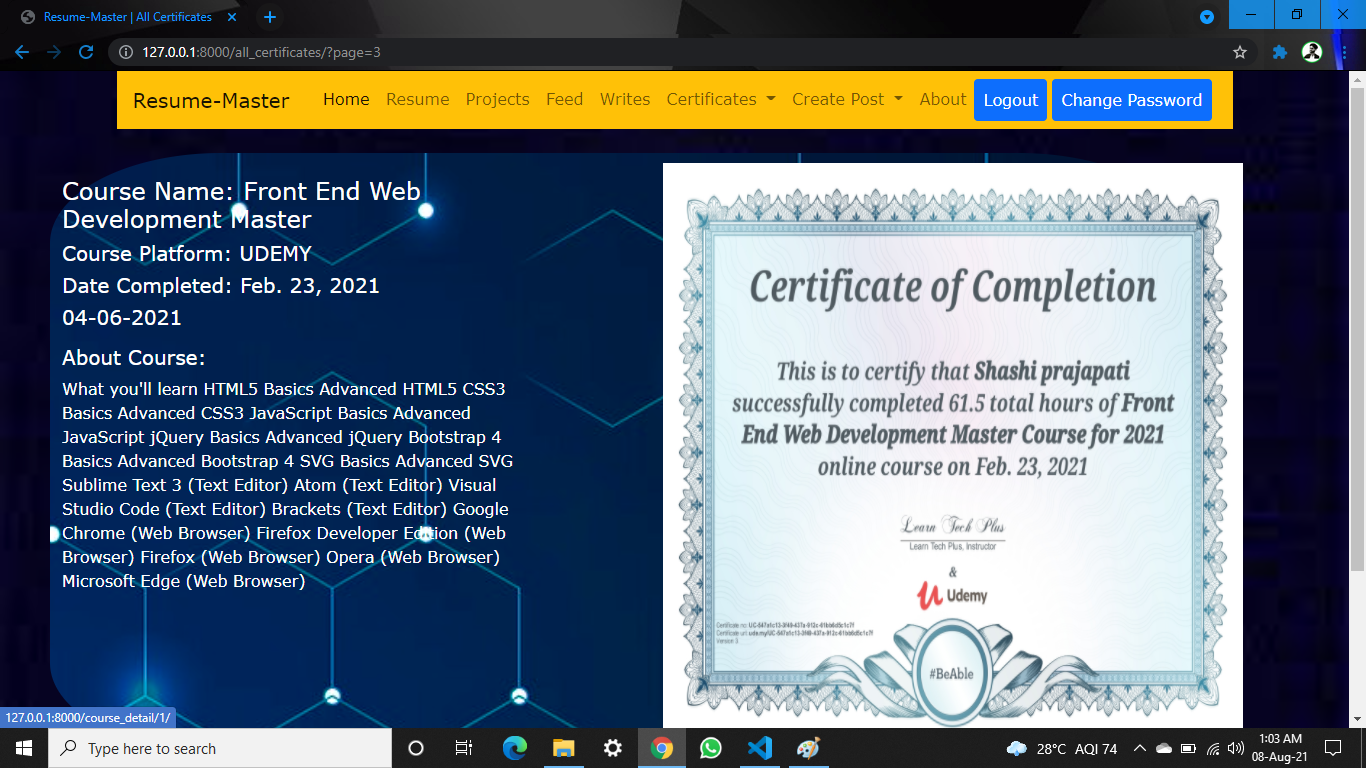 Resume-Master | All Certificates
127.0.0.1:8000/all_certificates/?page=3
Resume-Master Home Resume Projects Feed Writes Certificates Create Post About Logout Change Password
Course Name: Front End Web
Development Master
Course Platform: UDEMY
Date Completed: Feb. 23, 2021
04-06-2021
About Course:
What you'll learn HTML5 Basics Advanced HTML5 CSS3
Basics Advanced CSS3 JavaScript Basics Advanced
JavaScript jQuery Basics Advanced jQuery Bootstrap 4
Basics Advanced Bootstrap 4 SVG Basics Advanced SVG
Sublime Text 3 (Text Editor) Atom (Text Editor) Visual
Studio Code (Text Editor) Brackets (Text Editor) Google
Chrome (Web Browser) Firefox Developer Edition (Web
Browser) Firefox (Web Browser) Opera (Web Browser)
Microsoft Edge (Web Browser)
Certificate of Completion
This is to certify that Shashi prajapati
successfully completed 61.5 total hours of Front
End Web Development Master Course for 2021
online course on Feb. 23, 2021
Learn Tech Plus
Learn Tech Plus, Instructor
&
Udemy
Certificate no:
Certificate url:
Version 3
#BeAble
127.0.0.1:8000/course_detail/1/
Type here to search
28°C AQI 74
1:03 AM
08-Aug-21